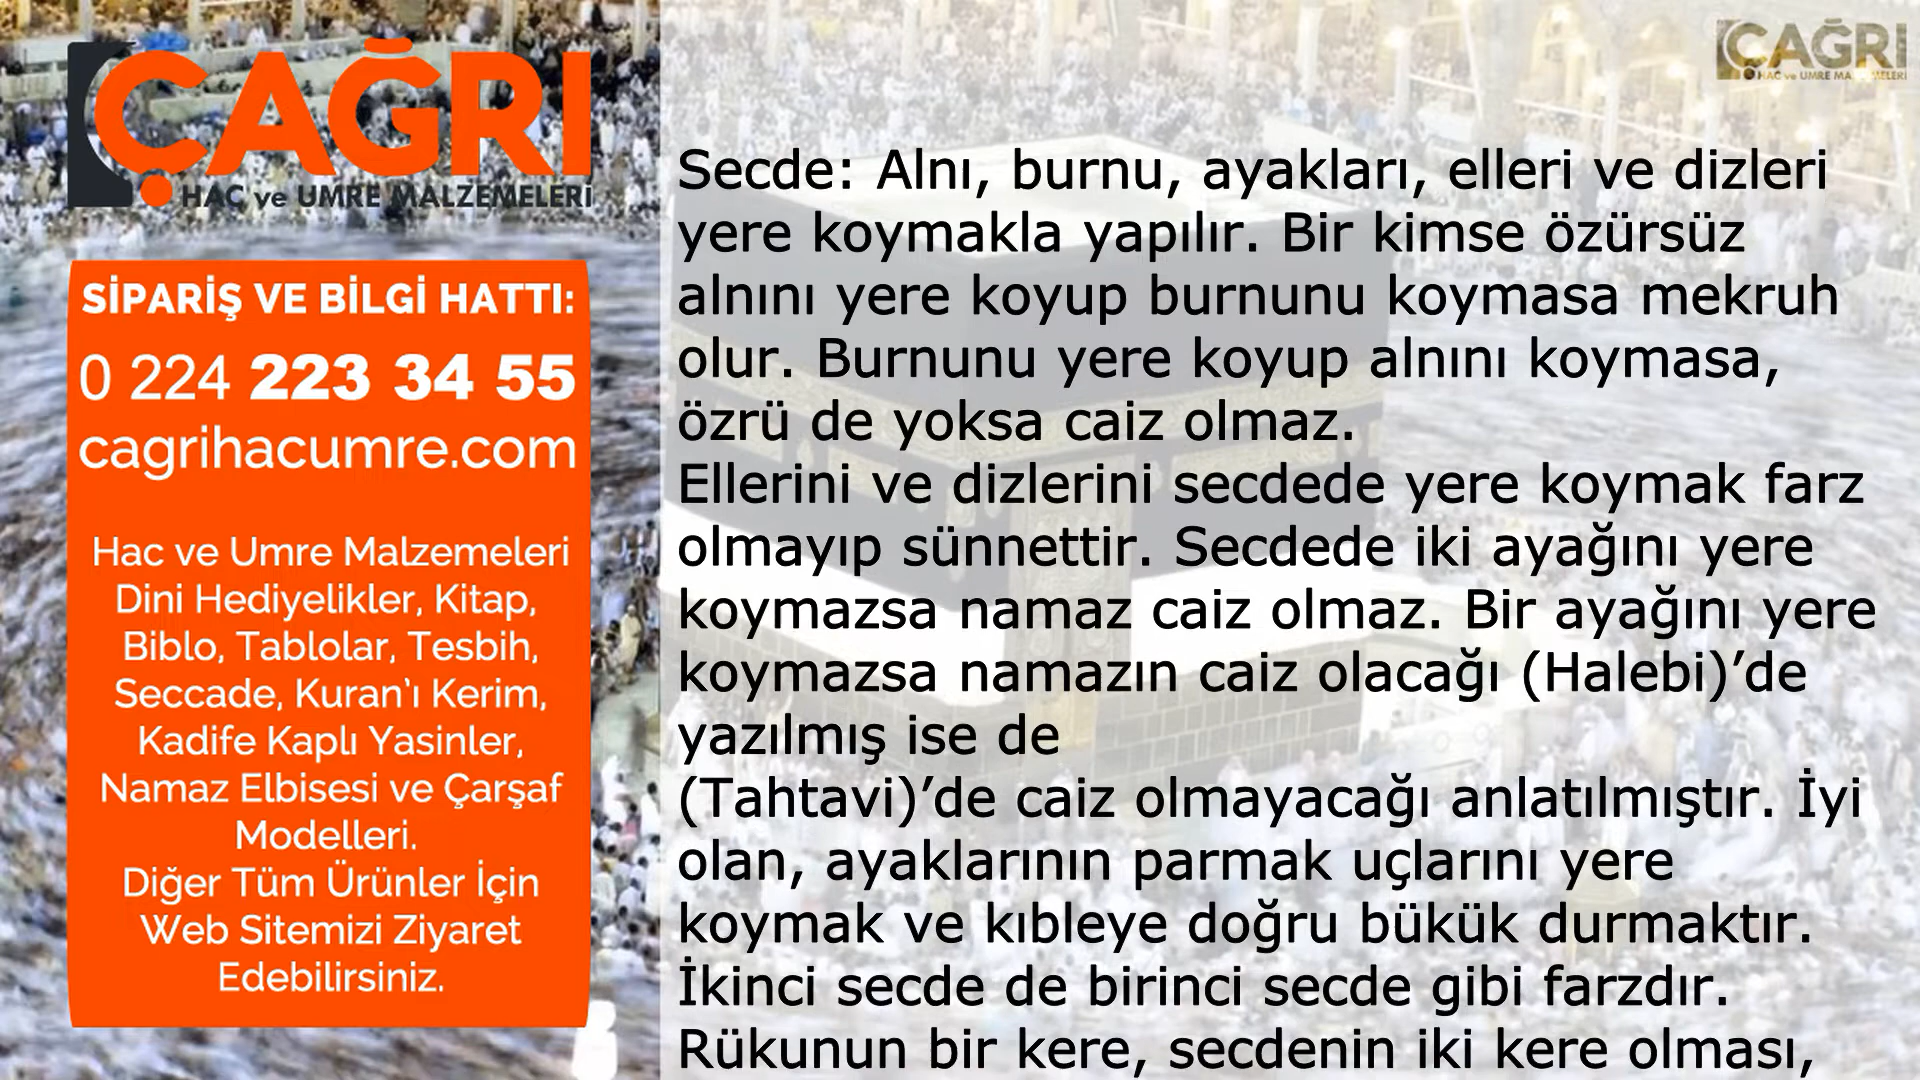 ÇAĞRI
HAC ve UMRE MALZEMELERİ
SİPARİŞ VE BİLGİ HATTI:
0 224 223 34 55
cagrihacumre.com
Hac ve Umre Malzemeleri
Dini Hediyelikler, Kitap,
Biblo, Tablolar, Tesbih,
Seccade, Kuran’ı Kerim,
Kadife Kaplı Yasinler,
Namaz Elbisesi ve Çarşaf
Modelleri.
Diğer Tüm Ürünler İçin
Web Sitemizi Ziyaret
Edebilirsiniz.
ÇAĞRI
HAC ve UMRE MALZEMELERİ
Secde: Alnı, burnu, ayakları, elleri ve dizleri
yere koymakla yapılır. Bir kimse özürsüz
alnını yere koyup burnunu koymasa mekruh
olur. Burnunu yere koyup alnını koymasa,
özrü de yoksa caiz olmaz.
Ellerini ve dizlerini secdede yere koymak farz
olmayıp sünnettir. Secdede iki ayağını yere
koymazsa namaz caiz olmaz. Bir ayağını yere
koymazsa namazın caiz olacağı (Halebi)’de
yazılmış ise de
(Tahtavi)’de caiz olmayacağı anlatılmıştır. İyi
olan, ayaklarının parmak uçlarını yere
koymak ve kıbleye doğru bükük durmaktır.
İkinci secde de birinci secde gibi farzdır.
Rükunun bir kere, secdenin iki kere olması,